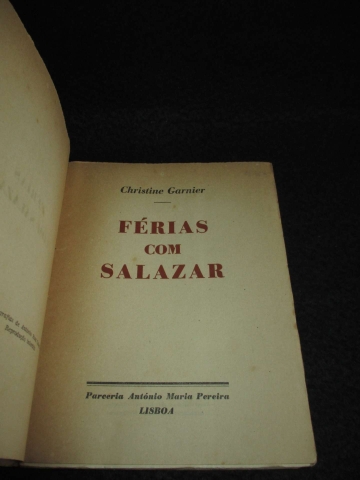 Christine Garnier
FÉRIAS
COM
SALAZAR
Parceria António Maria Pereira
LISBOA